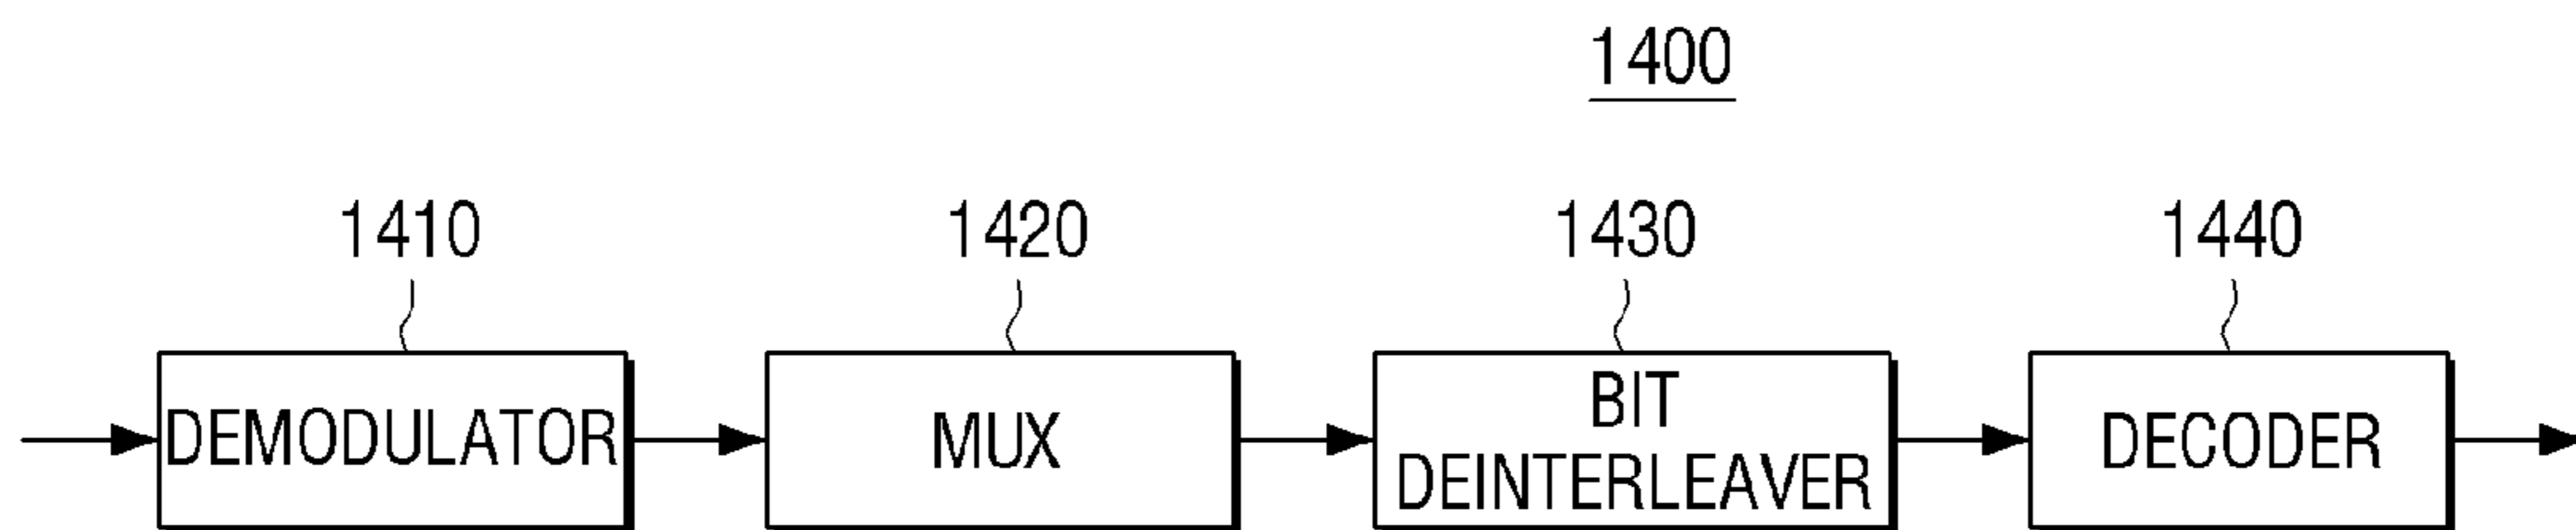 1400
1410 1420 1430 1440
DEMODULATOR MUX BIT DEINTERLEAVER DECODER